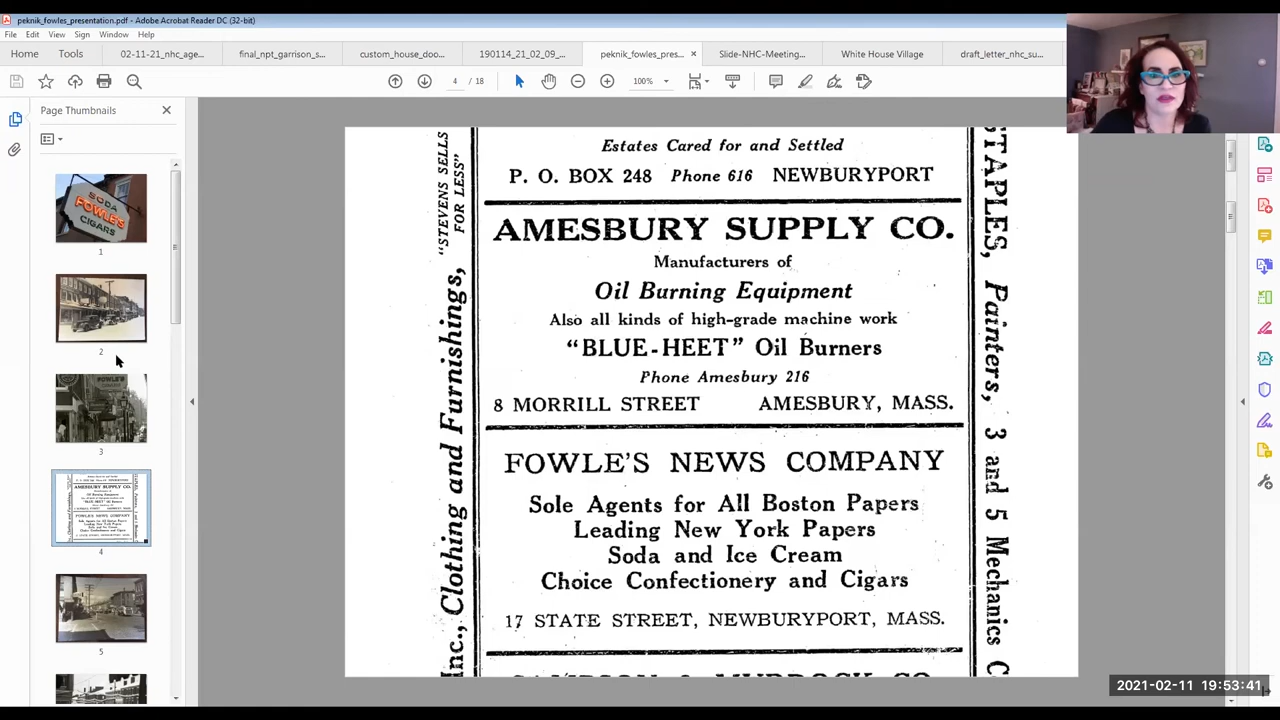 peknik_fowles_presentation.pdf - Adobe Acrobat Reader DC (32-bit)
File Edit View Sign Window Help
Home Tools 02-11-21_nhc_age... final_npt_garrison_s... custom_house_doo... 190114_21_02_09_... peknik_fowles_pres... × Slide-NHC-Meeting... White House Village draft_letter_nhc_su...
4 / 18 100%
Page Thumbnails ×
SODA
FOWLE'S
CIGARS
1
2
3
4
5
"STEVENS SELLS
FOR LESS"
Inc., Clothing and Furnishings,
Estates Cared for and Settled
P. O. BOX 248 Phone 616 NEWBURYPORT
AMESBURY SUPPLY CO.
Manufacturers of
Oil Burning Equipment
Also all kinds of high-grade machine work
"BLUE-HEET" Oil Burners
Phone Amesbury 216
8 MORRILL STREET AMESBURY, MASS.
FOWLE'S NEWS COMPANY
Sole Agents for All Boston Papers
Leading New York Papers
Soda and Ice Cream
Choice Confectionery and Cigars
17 STATE STREET, NEWBURYPORT, MASS.
STAPLES, Painters, 3 and 5 Mechanics
2021-02-11 19:53:41